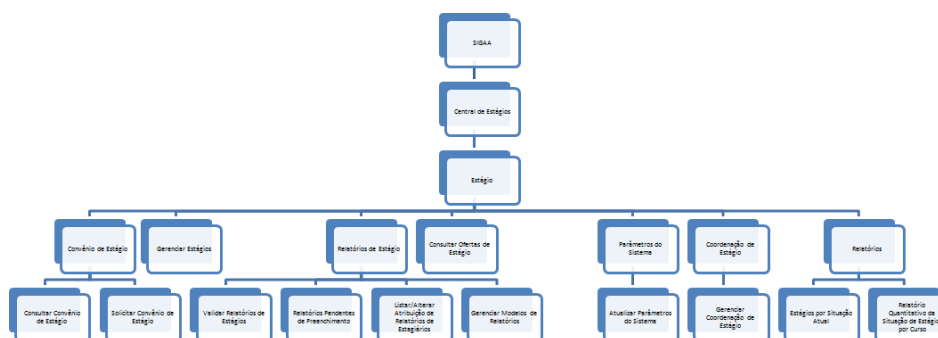 SIGAA
Central de Estágios
Estágio
Convênio de Estágio
Gerenciar Estágios
Relatórios de Estágio
Consultar Ofertas de
Estágio
Parâmetros do
Sistema
Coordenação de
Estágio
Relatórios
Consultar Convênio
de Estágio
Solicitar Convênio de
Estágio
Validar Relatórios de
Estágios
Relatórios Pendentes
de Preenchimento
Listar/Alterar
Atribuição de
Relatórios de
Estagiérios
Gerenciar Modelos de
Relatórios
Atualizar Parâmetros
do Sistema
Gerenciar
Coordenação de
Estágio
Estágios por Situação
Atual
Relatório
Quantitativo da
Situação de Estágio
por Curso